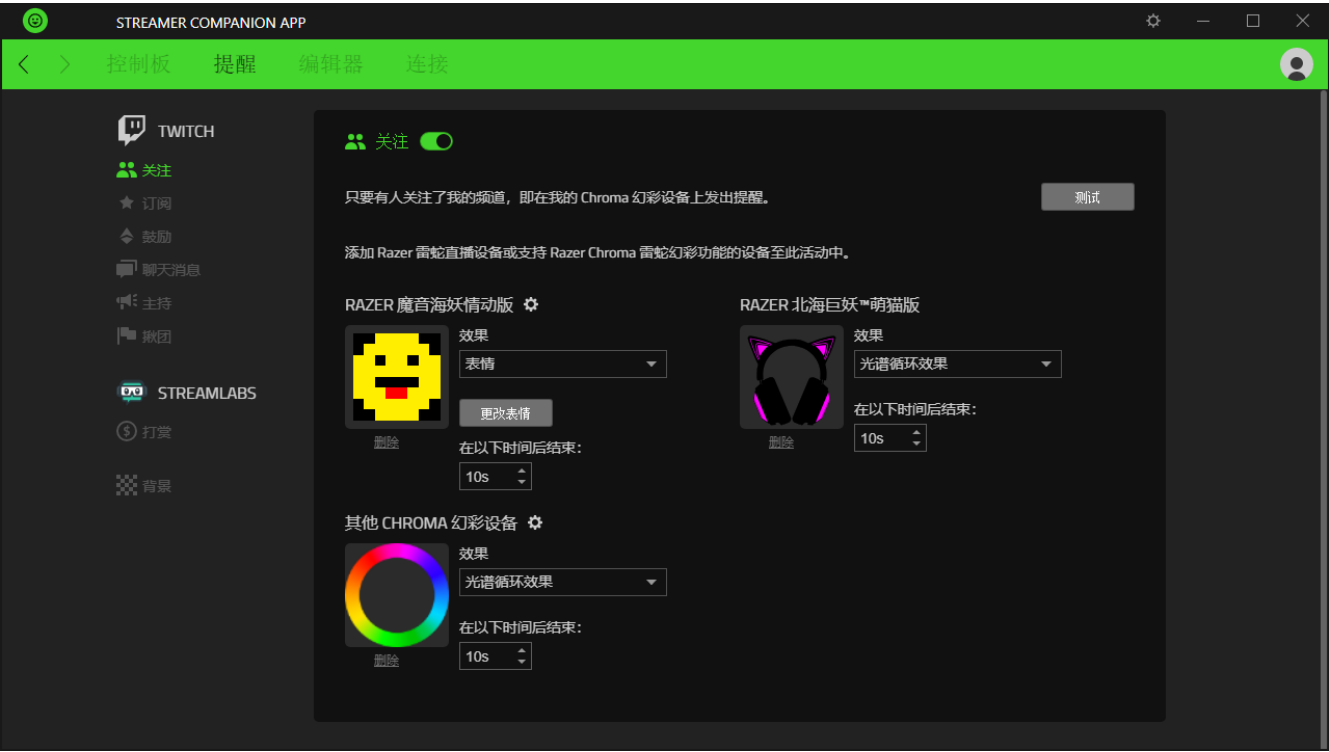 STREAMER COMPANION APP
控制板 提醒 编辑器 连接
TWITCH
关注
订阅
鼓励
聊天消息
主持
揪团
STREAMLABS
打赏
背景
关注
只要有人关注了我的频道，即在我的 Chroma 幻彩设备上发出提醒。
测试
添加 Razer 雷蛇直播设备或支持 Razer Chroma 雷蛇幻彩功能的设备至此活动中。
RAZER 魔音海妖情动版
效果
表情
更改表情
删除
在以下时间后结束：
10s
RAZER 北海巨妖™萌猫版
效果
光谱循环效果
在以下时间后结束：
删除
10s
其他 CHROMA 幻彩设备
效果
光谱循环效果
在以下时间后结束：
删除
10s